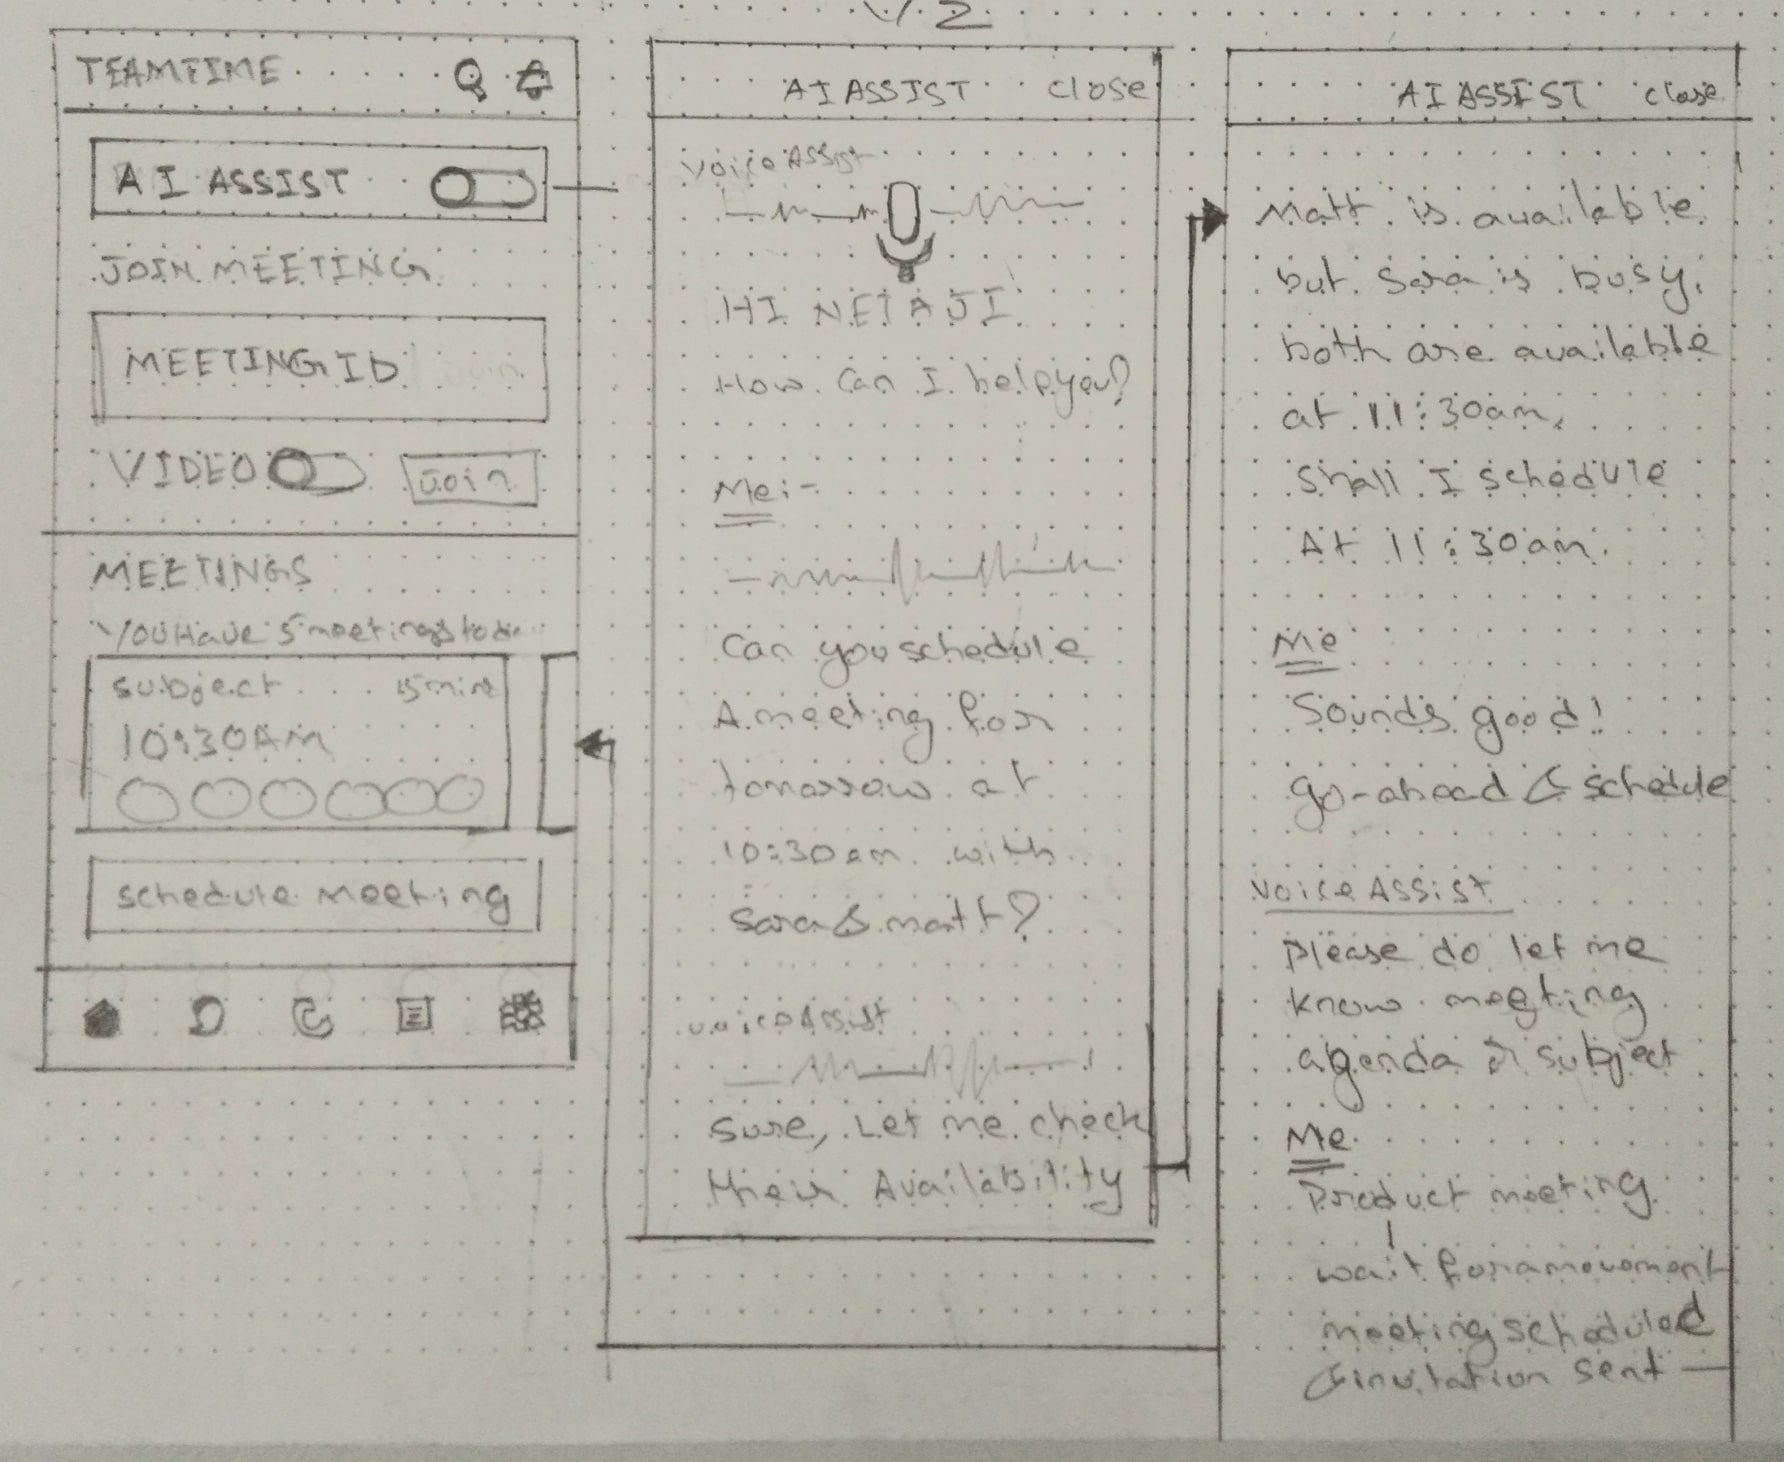 V.2
TEAMTIME
AI ASSIST
JOIN MEETING
MEETING ID
VIDEO
Join
MEETINGS
YOU Have 5 meetings
Subject 15 mins
10:30AM
Schedule Meeting
AI ASSIST close
Voice Assist
HI NETAJI
How Can I help you?
Me:-
Can you schedule
A meeting for
tomorrow at
10:30am with
Sara & matt?
Voice Assist
Sure, Let me check
their Availability
AI ASSIST close
Matt is available
but Sara is busy,
both are available
at 11:30am,
Shall I schedule
At 11:30am.
Me
Sounds good!
go-ahead & schedule
Voice Assist
Please do let me
know meeting
agenda or subject
Me
Product meeting
wait for a movement
meeting scheduled
& invitation sent